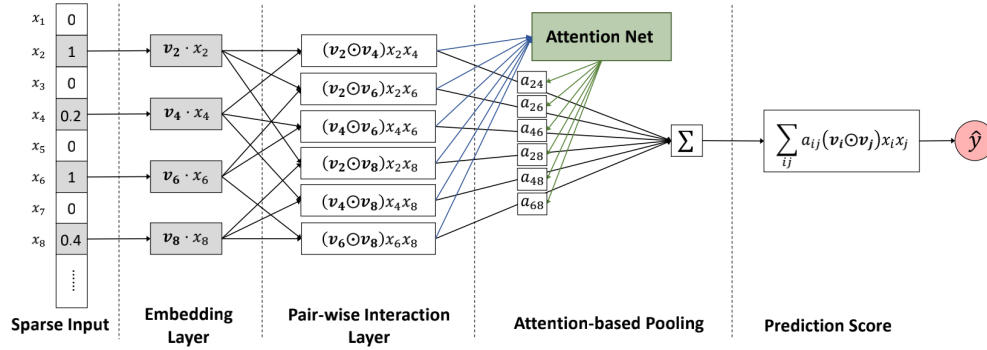 x₁ 0
x₂ 1
x₃ 0
x₄ 0.2
x₅ 0
x₆ 1
x₇ 0
x₈ 0.4
......
v₂ · x₂
v₄ · x₄
v₆ · x₆
v₈ · x₈
(v₂⊙v₄)x₂x₄
(v₂⊙v₆)x₂x₆
(v₄⊙v₆)x₄x₆
(v₂⊙v₈)x₂x₈
(v₄⊙v₈)x₄x₈
(v₆⊙v₈)x₆x₈
Attention Net
a₂₄
a₂₆
a₄₆
a₂₈
a₄₈
a₆₈
∑
∑ aᵢⱼ(vᵢ⊙vⱼ)xᵢxⱼ
ij
ŷ
Sparse Input
Embedding
Layer
Pair-wise Interaction
Layer
Attention-based Pooling
Prediction Score